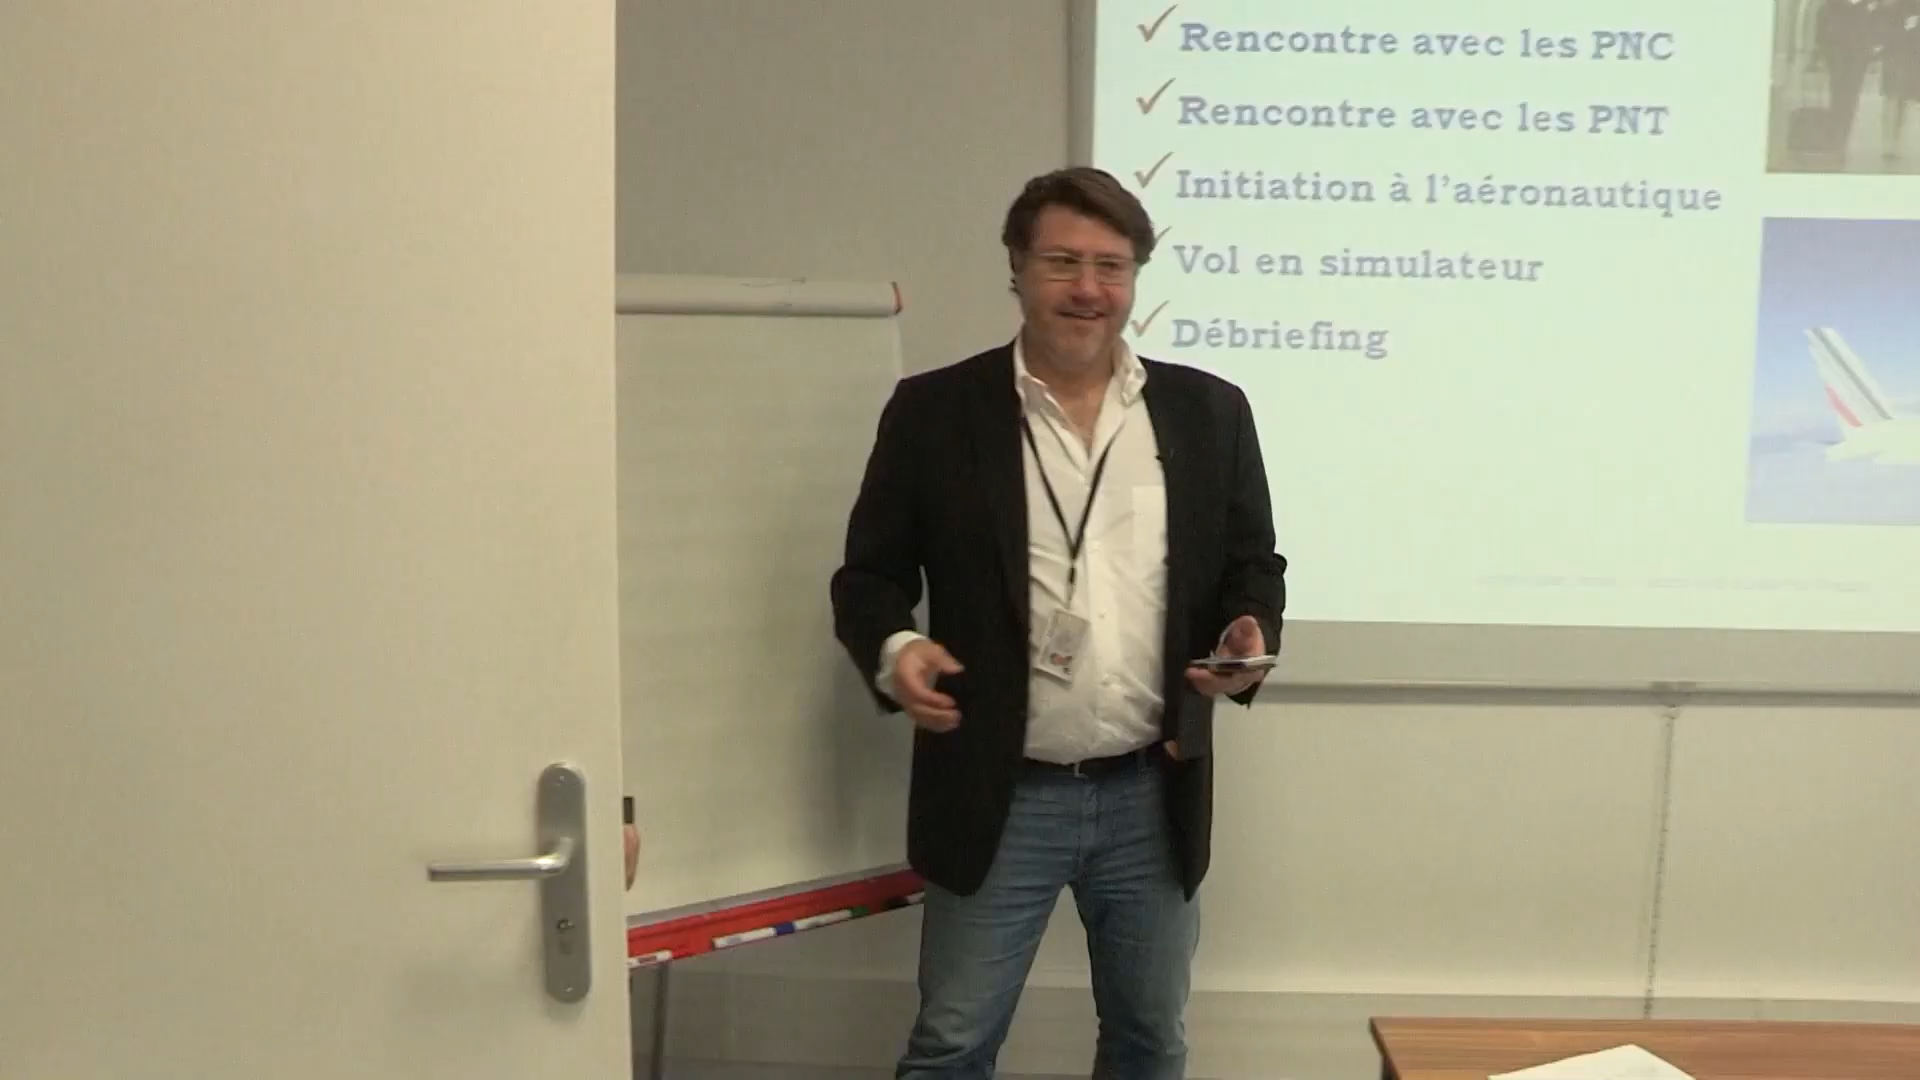 Rencontre avec les PNC
Rencontre avec les PNT
Initiation à l'aéronautique
Vol en simulateur
Débriefing